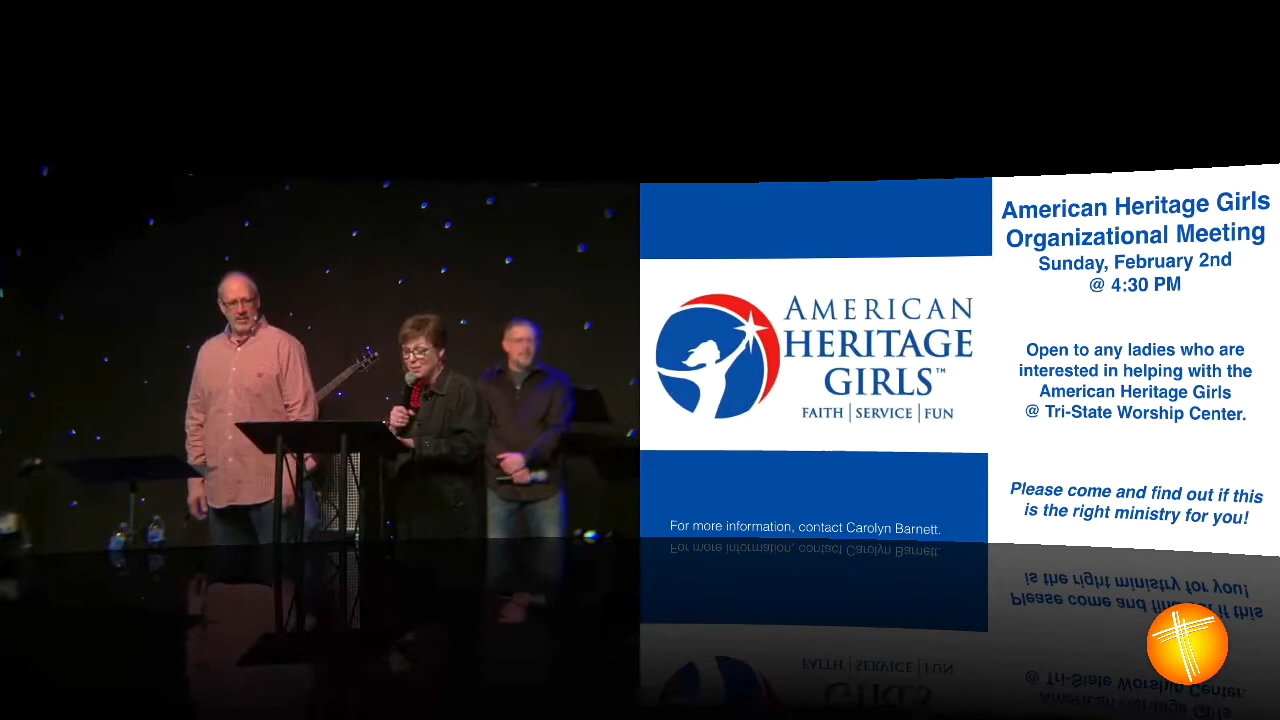 American Heritage Girls
Organizational Meeting
Sunday, February 2nd
@ 4:30 PM
AMERICAN
HERITAGE
GIRLS™
FAITH | SERVICE | FUN
Open to any ladies who are
interested in helping with the
American Heritage Girls
@ Tri-State Worship Center.
Please come and find out if this
is the right ministry for you!
For more information, contact Carolyn Barnett.